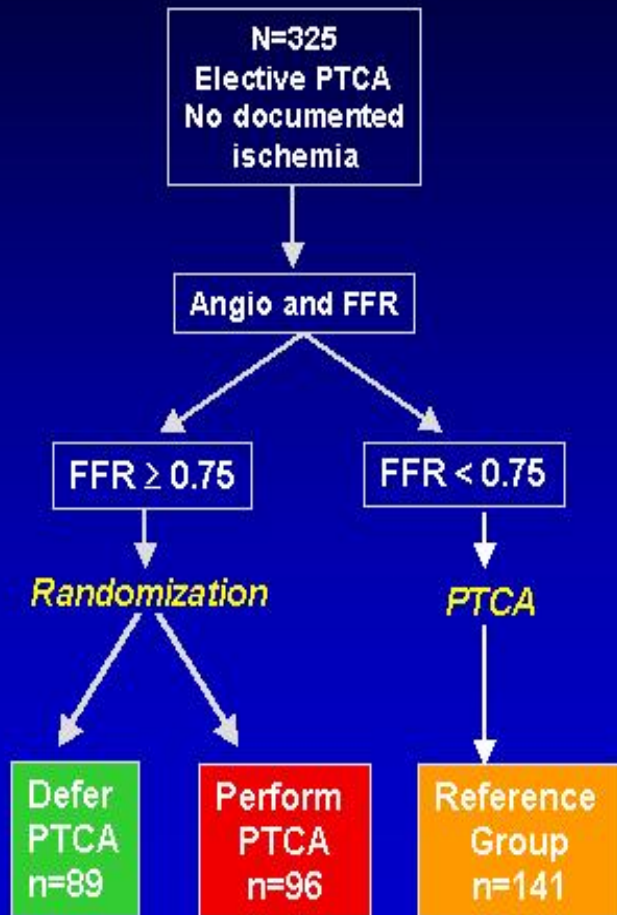 N=325
Elective PTCA
No documented
ischemia
Angio and FFR
FFR ≥ 0.75
FFR < 0.75
Randomization
PTCA
Defer
PTCA
n=89
Perform
PTCA
n=96
Reference
Group
n=141